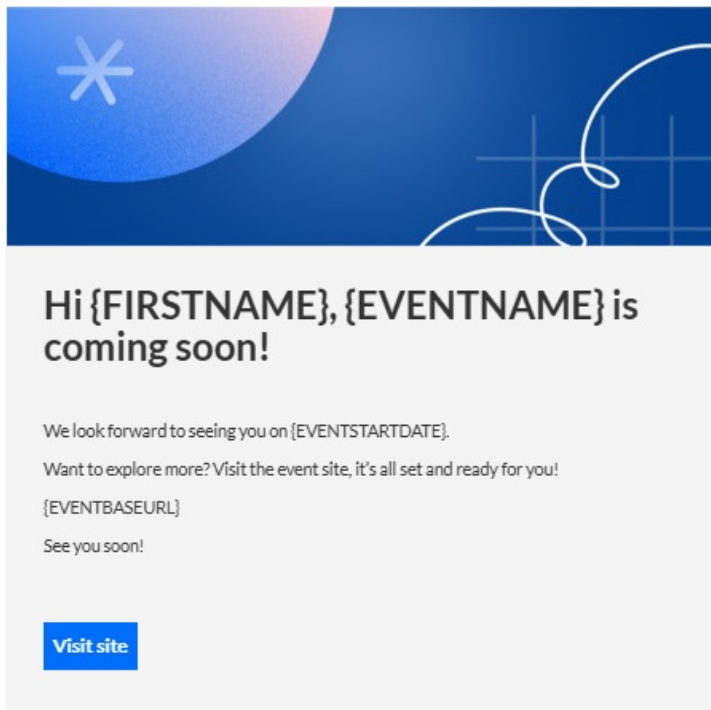 Hi {FIRSTNAME}, {EVENTNAME} is
coming soon!
We look forward to seeing you on {EVENTSTARTDATE}.
Want to explore more? Visit the event site, it's all set and ready for you!
{EVENTBASEURL}
See you soon!
Visit site